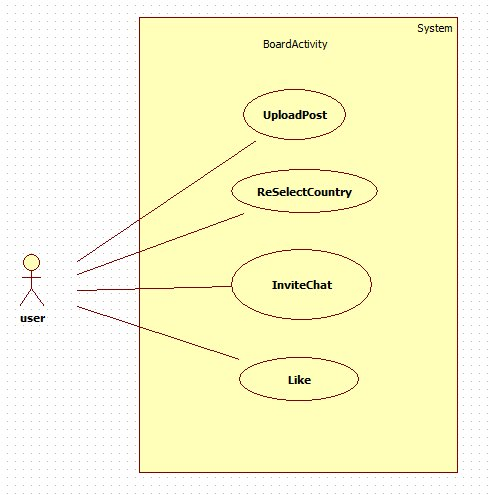 System
BoardActivity
UploadPost
ReSelectCountry
InviteChat
user
Like